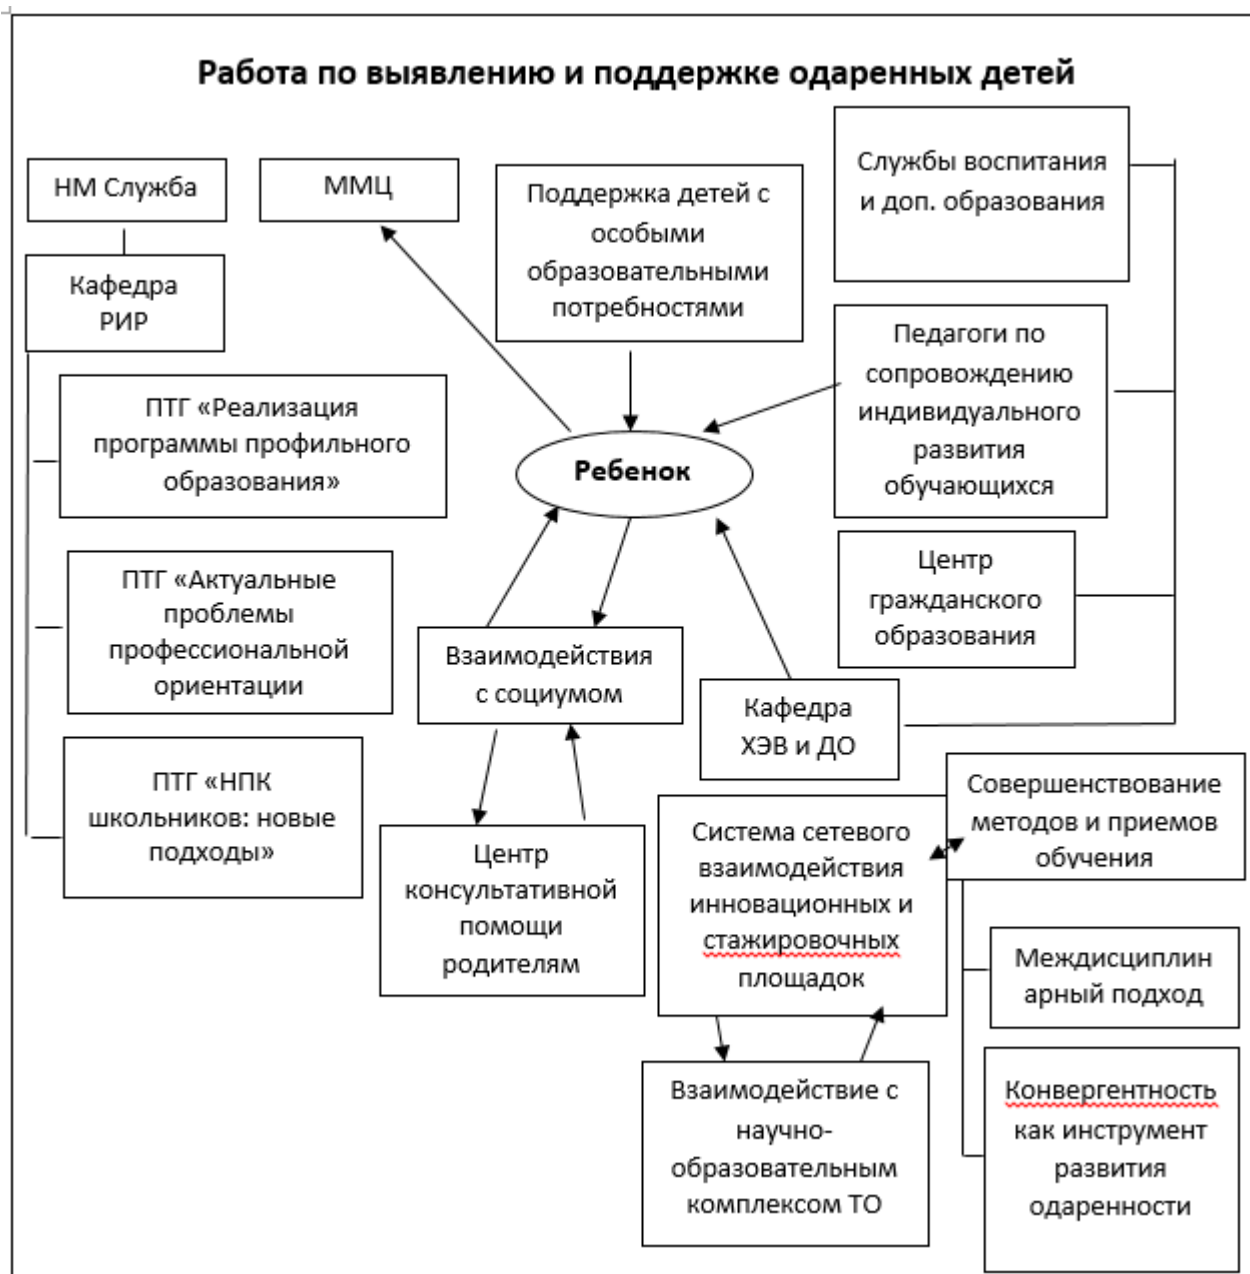 Работа по выявлению и поддержке одаренных детей
НМ Служба
ММЦ
Поддержка детей с
особыми
образовательными
потребностями
Службы воспитания
и доп. образования
Кафедра
РИР
Педагоги по
сопровождению
индивидуального
развития
обучающихся
ПТГ «Реализация
программы профильного
образования»
Ребенок
ПТГ «Актуальные
проблемы
профессиональной
ориентации
Центр
гражданского
образования
Взаимодействия
с социумом
Кафедра
ХЭВ и ДО
ПТГ «НПК
школьников: новые
подходы»
Центр
консультативной
помощи
родителям
Система сетевого
взаимодействия
инновационных и
стажировочных
площадок
Совершенствование
методов и приемов
обучения
Междисциплин
арный подход
Взаимодействие с
научно-
образовательным
комплексом ТО
Конвергентность
как инструмент
развития
одаренности